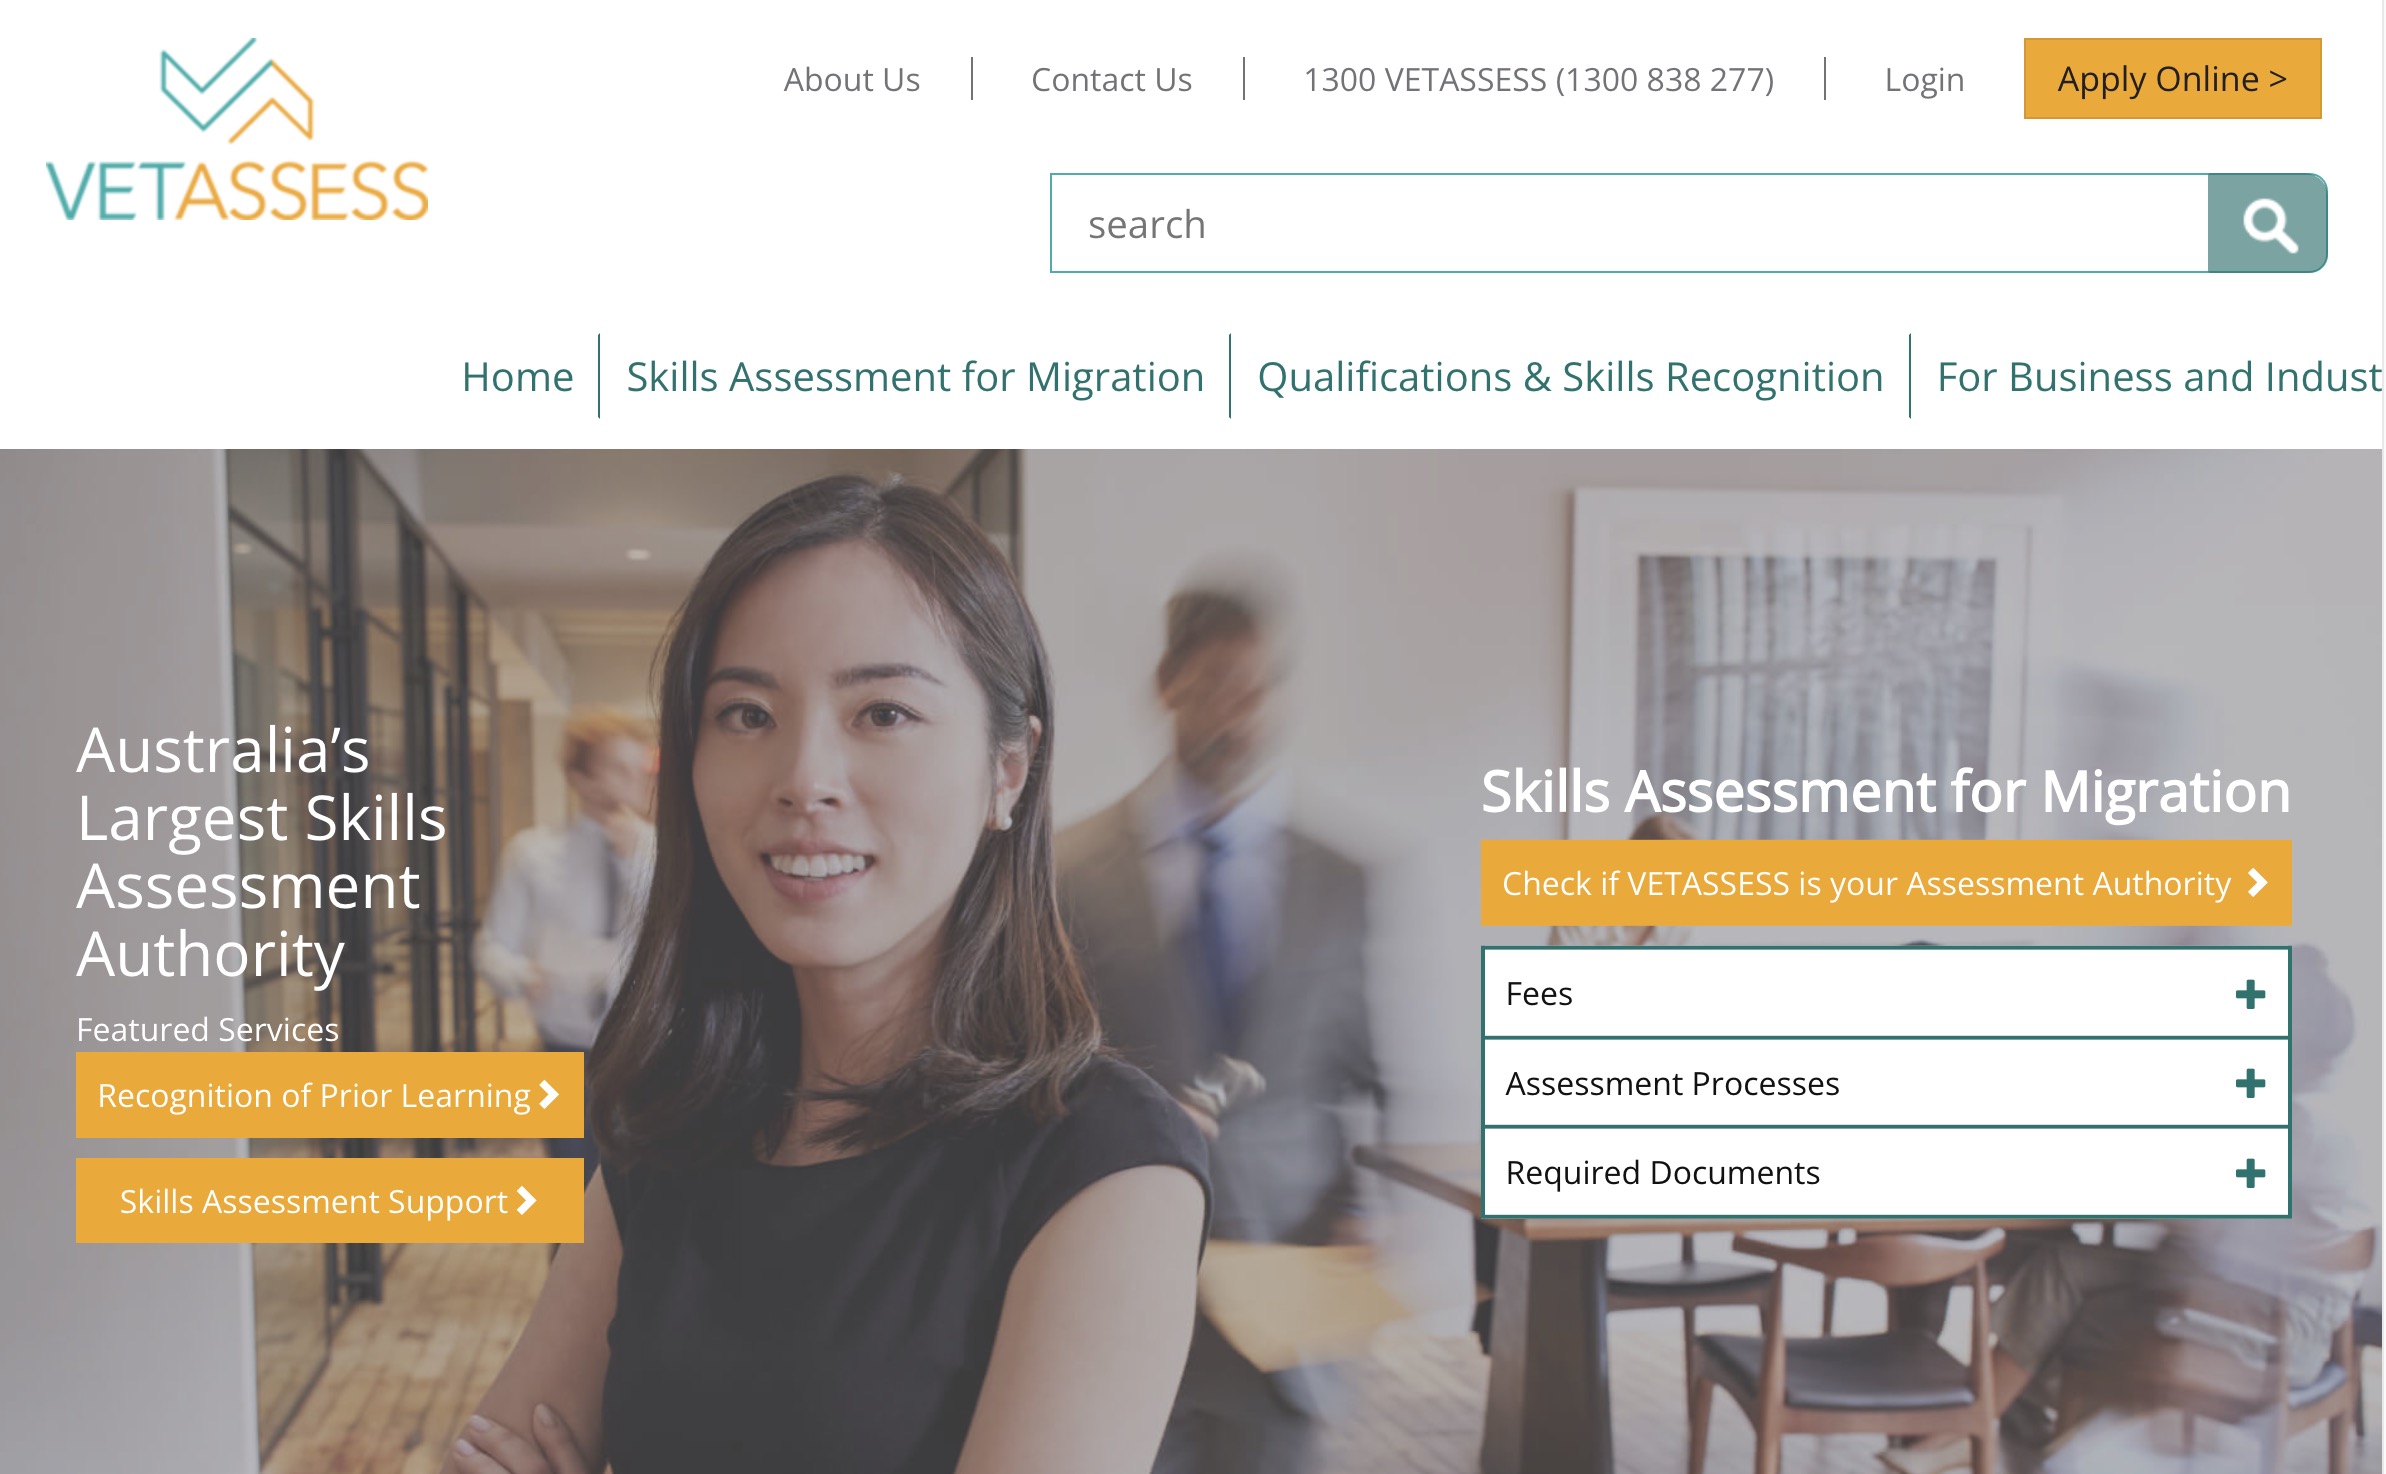 VETASSESS
About Us
Contact Us
1300 VETASSESS (1300 838 277)
Login
Apply Online >
search
Home
Skills Assessment for Migration
Qualifications & Skills Recognition
For Business and Indust
Australia’s
Largest Skills
Assessment
Authority
Featured Services
Recognition of Prior Learning
Skills Assessment Support
Skills Assessment for Migration
Check if VETASSESS is your Assessment Authority
Fees
Assessment Processes
Required Documents